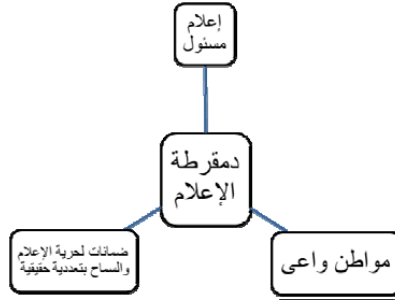 إعلام
مسئول
دمقرطة
الإعلام
ضمانات لحرية الإعلام
والسماح بتعددية حقيقية
مواطن واعى